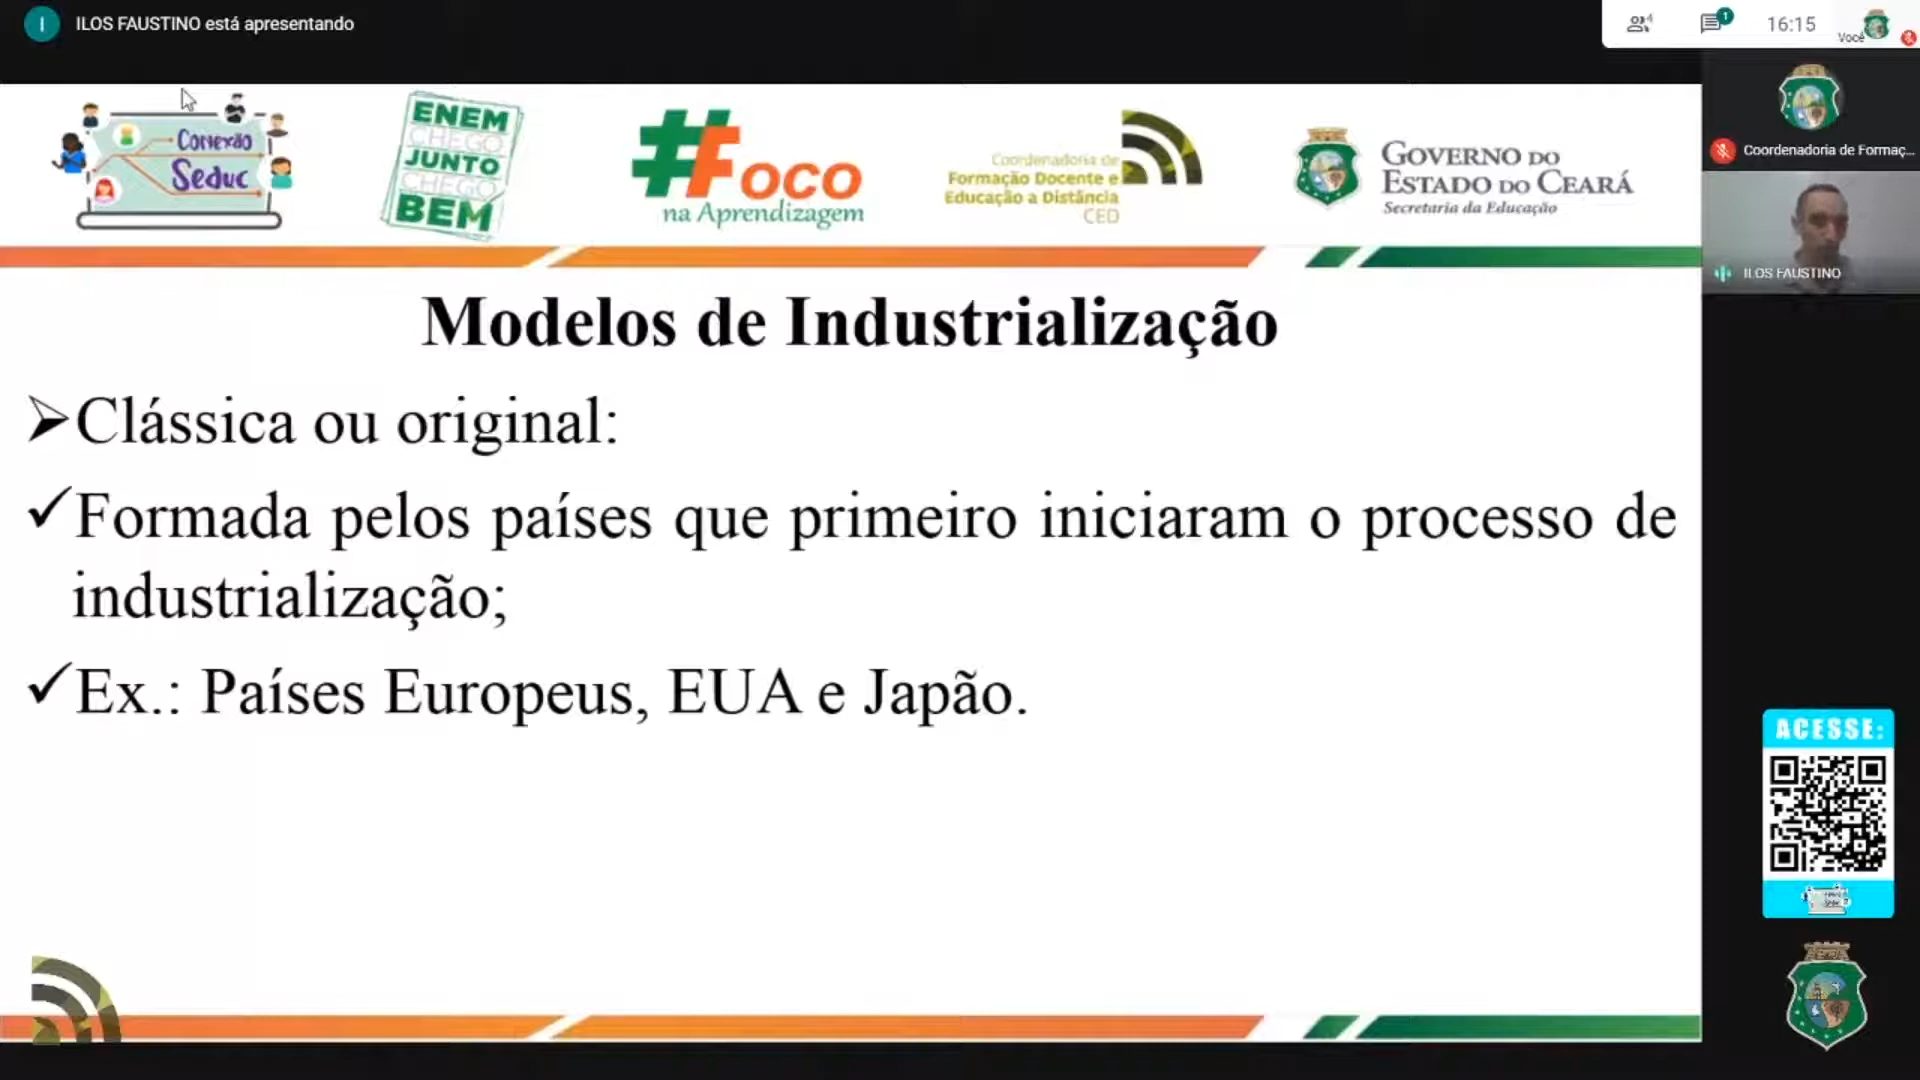 I
ILOS FAUSTINO está apresentando
4
1
16:15
Você
Conexão
Seduc
ENEM
CHEGO
JUNTO
CHEGO
BEM
#Foco
na Aprendizagem
Coordenadoria de
Formação Docente e
Educação a Distância
CED
GOVERNO DO
ESTADO DO CEARÁ
Secretaria da Educação
Coordenadoria de Formaç...
ILOS FAUSTINO
Modelos de Industrialização
➢Clássica ou original:
✓Formada pelos países que primeiro iniciaram o processo de
industrialização;
✓Ex.: Países Europeus, EUA e Japão.
ACESSE: